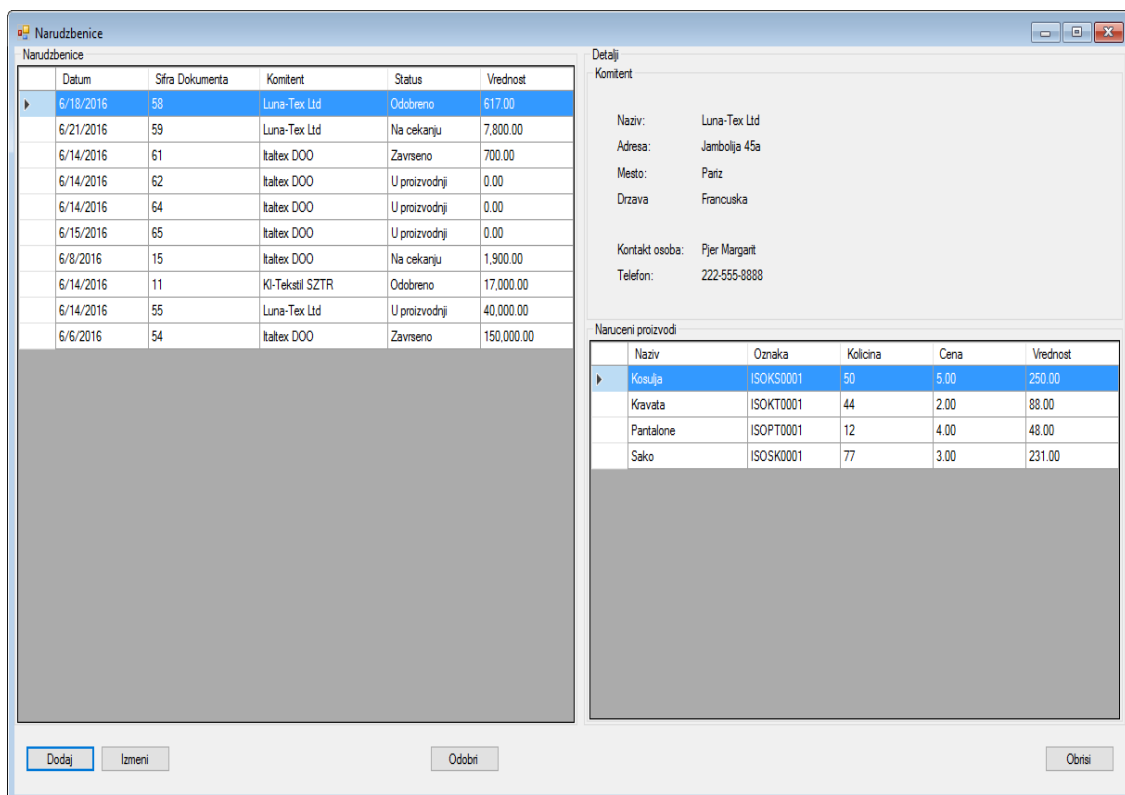 Narudzbenice
Narudzbenice
Datum Sifra Dokumenta Komitent Status Vrednost
6/18/2016 58 Luna-Tex Ltd Odobreno 617.00
6/21/2016 59 Luna-Tex Ltd Na cekanju 7,800.00
6/14/2016 61 Italtex DOO Zavrseno 700.00
6/14/2016 62 Italtex DOO U proizvodnji 0.00
6/14/2016 64 Italtex DOO U proizvodnji 0.00
6/15/2016 65 Italtex DOO U proizvodnji 0.00
6/8/2016 15 Italtex DOO Na cekanju 1,900.00
6/14/2016 11 KI-Tekstil SZTR Odobreno 17,000.00
6/14/2016 55 Luna-Tex Ltd U proizvodnji 40,000.00
6/6/2016 54 Italtex DOO Zavrseno 150,000.00
Detalji
Komitent
Naziv: Luna-Tex Ltd
Adresa: Jambolija 45a
Mesto: Pariz
Drzava Francuska
Kontakt osoba: Pjer Margarit
Telefon: 222-555-8888
Naruceni proizvodi
Naziv Oznaka Kolicina Cena Vrednost
Kosulja ISOKS0001 50 5.00 250.00
Kravata ISOKT0001 44 2.00 88.00
Pantalone ISOPT0001 12 4.00 48.00
Sako ISOSK0001 77 3.00 231.00
Dodaj Izmeni Odobri Obrisi